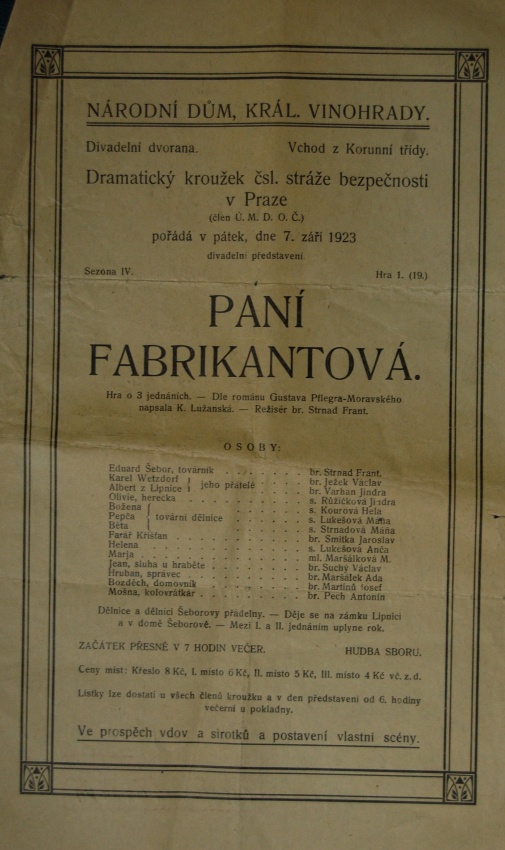 NÁRODNÍ DŮM, KRÁL. VINOHRADY.
Divadelní dvorana. Vchod z Korunní třídy.
Dramatický kroužek čsl. stráže bezpečnosti
v Praze
(člen Ú. M. D. O. Č.)
pořádá v pátek, dne 7. září 1923
divadelní představení
Sezona IV. Hra 1. (19.)
PANÍ
FABRIKANTOVÁ.
Hra o 3 jednáních. — Dle románu Gustava Pflegra-Moravského
napsala K. Lužanská. — Režisér br. Strnad Frant.
OSOBY:
Eduard Šebor, továrník . . . . . . . br. Strnad Frant.
Karel Wetzdorf } jeho přátelé . . . . . br. Ježek Václav
Albert z Lipnice } br. Varhan Jindra
Olivie, herečka . . . . . . . . s. Růžičková Jindra
Božena { . . . . . s. Kourová Hela
Pepča { tovární dělnice . . . . . s. Lukešová Máňa
Běta { . . . . . s. Strnadová Máňa
Farář Křišťan . . . . . . . . br. Smitka Jaroslav
Helena . . . . . . . . s. Lukešová Anča
Marja . . . . . . . . ml. Maršálková M.
Jean, sluha u hraběte . . . . . . br. Suchý Václav
Hruban, správec . . . . . . . br. Maršálek Ada
Bozděch, domovník . . . . . . . br. Martinů Josef
Mošna, kolovrátkář . . . . . . . br. Pech Antonín
Dělnice a dělníci Šeborovy přádelny. — Děje se na zámku Lipnici
a v domě Šeborově. — Mezi I. a II. jednáním uplyne rok.
ZAČÁTEK PŘESNĚ V 7 HODIN VEČER. HUDBA SBORU.
Ceny míst: Křeslo 8 Kč, I. místo 6 Kč, II. místo 5 Kč, III. místo 4 Kč vč. z. d.
Lístky lze dostati u všech členů kroužku a v den představení od 6. hodiny
večerní u pokladny.
Ve prospěch vdov a sirotků a postavení vlastní scény.